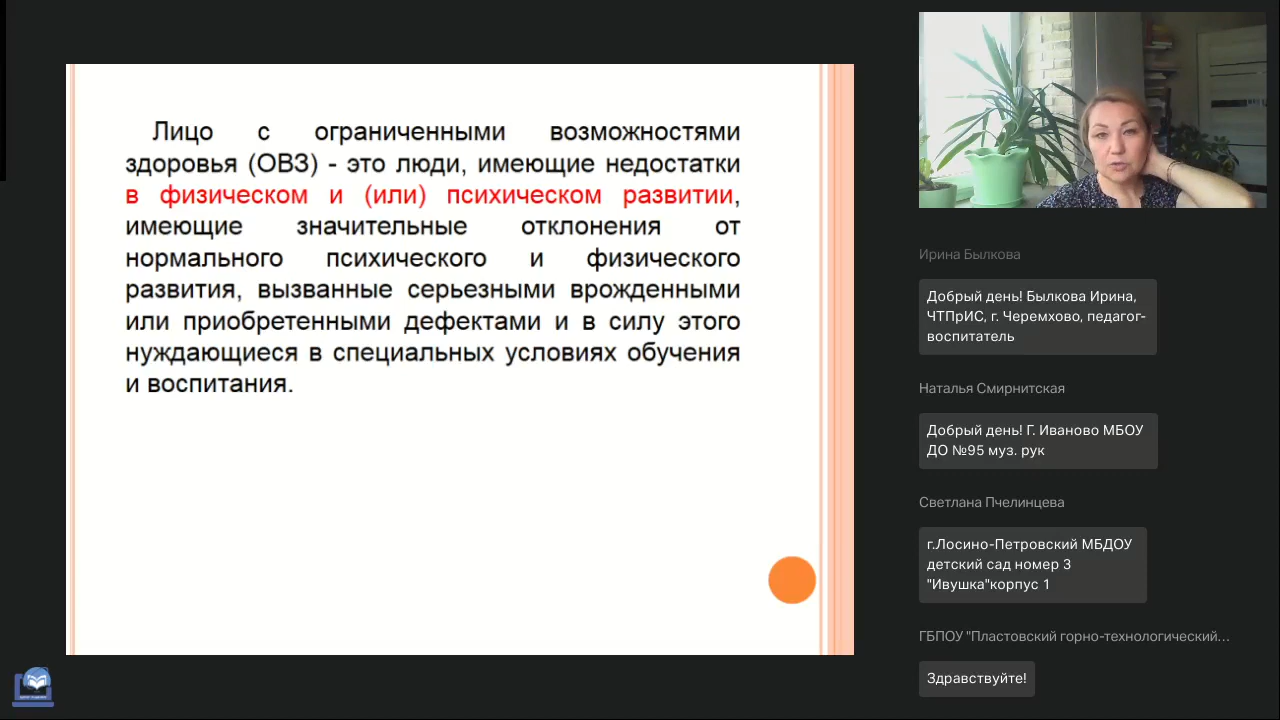 Лицо с ограниченными возможностями
здоровья (ОВЗ) - это люди, имеющие недостатки
в физическом и (или) психическом развитии,
имеющие значительные отклонения от
нормального психического и физического
развития, вызванные серьезными врожденными
или приобретенными дефектами и в силу этого
нуждающиеся в специальных условиях обучения
и воспитания.
Ирина Былкова
Добрый день! Былкова Ирина,
ЧТПрИС, г. Черемхово, педагог-
воспитатель
Наталья Смирнитская
Добрый день! Г. Иваново МБОУ
ДО №95 муз. рук
Светлана Пчелинцева
г.Лосино-Петровский МБДОУ
детский сад номер 3
"Ивушка"корпус 1
ГБПОУ "Пластовский горно-технологический...
Здравствуйте!